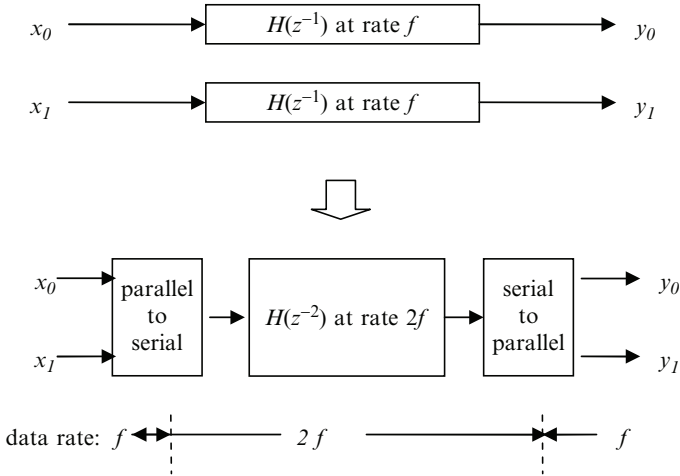 x₀ H(z⁻¹) at rate f y₀
x₁ H(z⁻¹) at rate f y₁
x₀ parallel to serial H(z⁻²) at rate 2f serial to parallel y₀
x₁ y₁
data rate: f 2 f f